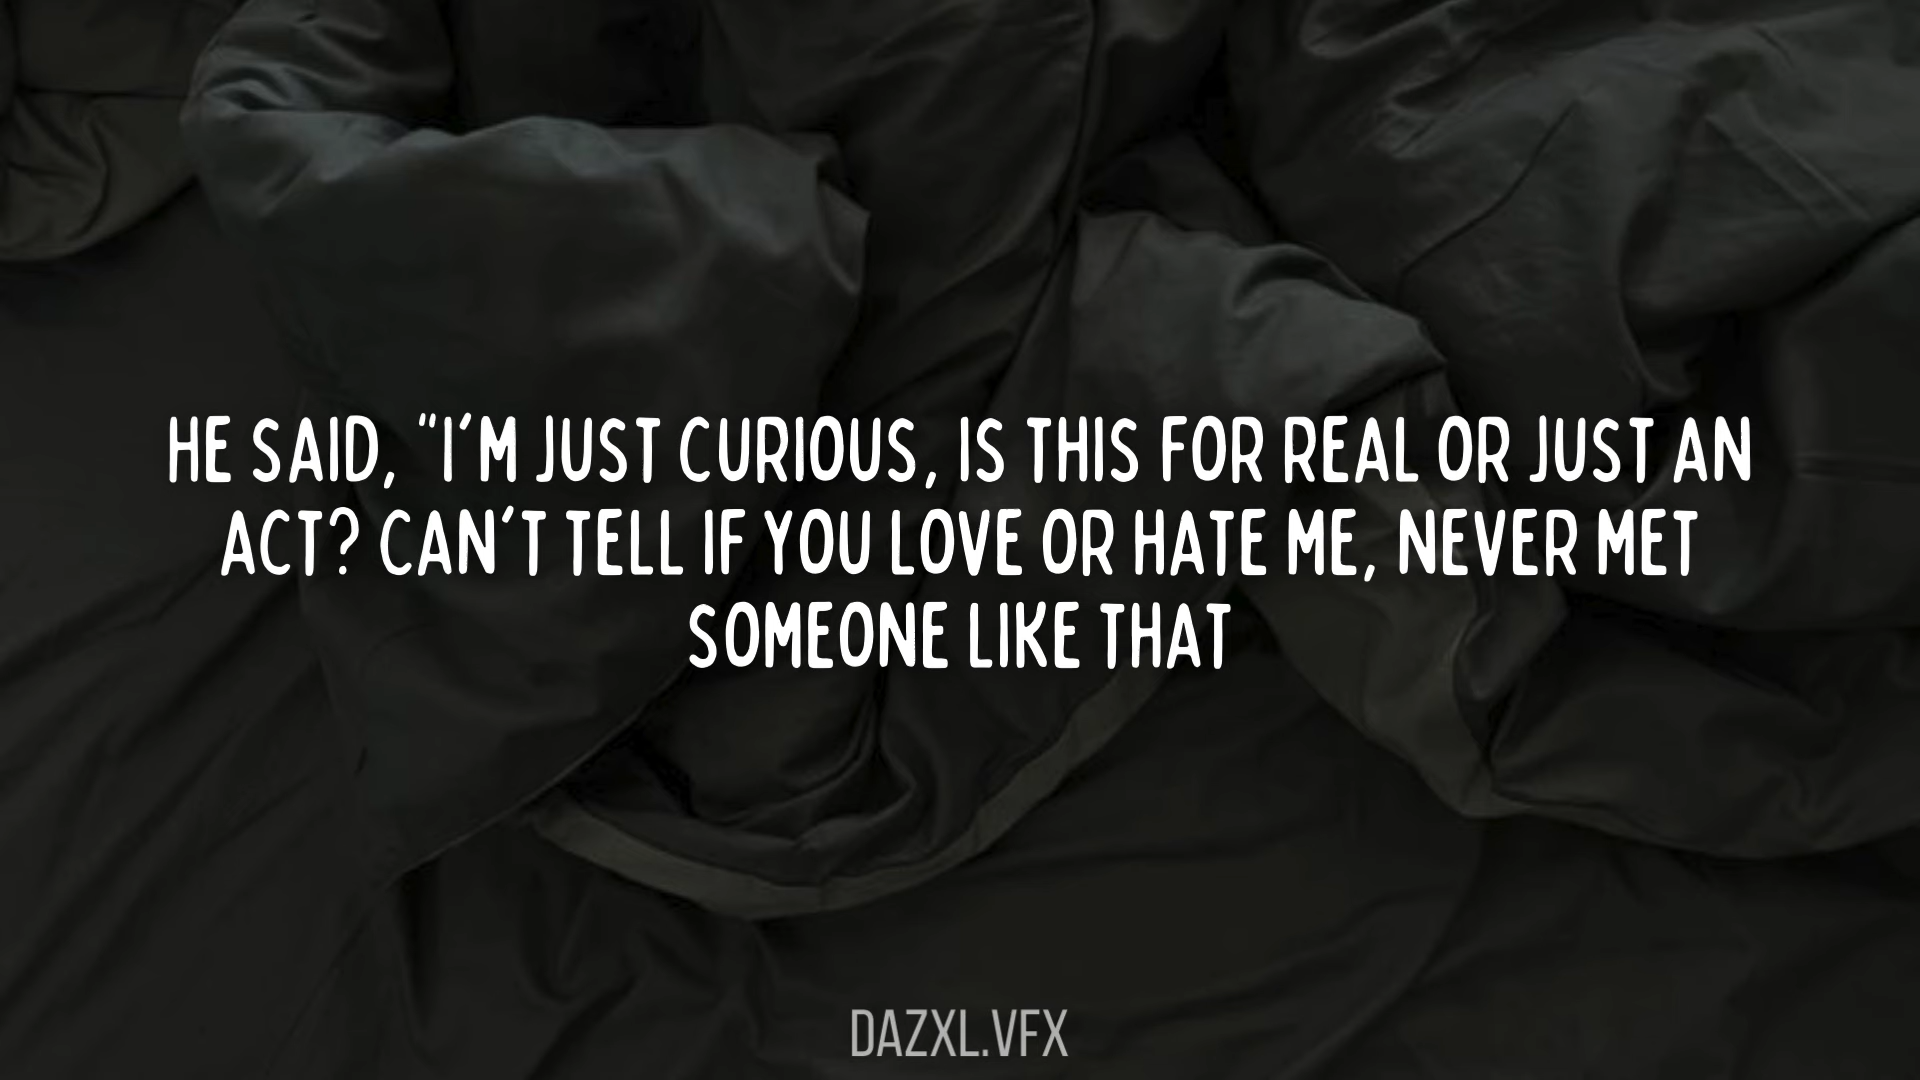 HE SAID, "I'M JUST CURIOUS, IS THIS FOR REAL OR JUST AN
ACT? CAN'T TELL IF YOU LOVE OR HATE ME, NEVER MET
SOMEONE LIKE THAT
DAZXL.VFX